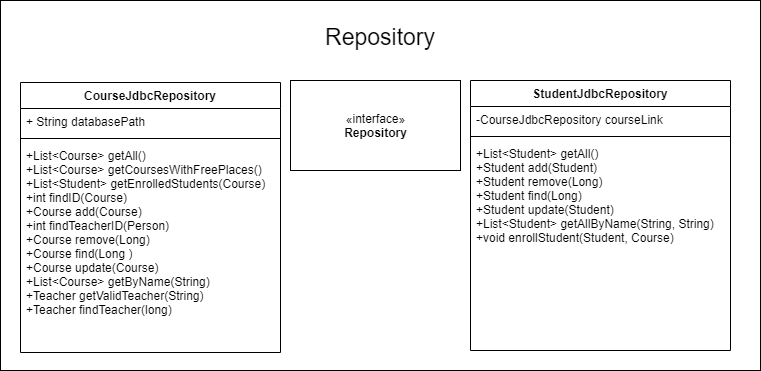 Repository
CourseJdbcRepository
+ String databasePath
+List<Course> getAll()
+List<Course> getCoursesWithFreePlaces()
+List<Student> getEnrolledStudents(Course)
+int findID(Course)
+Course add(Course)
+int findTeacherID(Person)
+Course remove(Long)
+Course find(Long )
+Course update(Course)
+List<Course> getByName(String)
+Teacher getValidTeacher(String)
+Teacher findTeacher(long)
«interface»
Repository
StudentJdbcRepository
-CourseJdbcRepository courseLink
+List<Student> getAll()
+Student add(Student)
+Student remove(Long)
+Student find(Long)
+Student update(Student)
+List<Student> getAllByName(String, String)
+void enrollStudent(Student, Course)